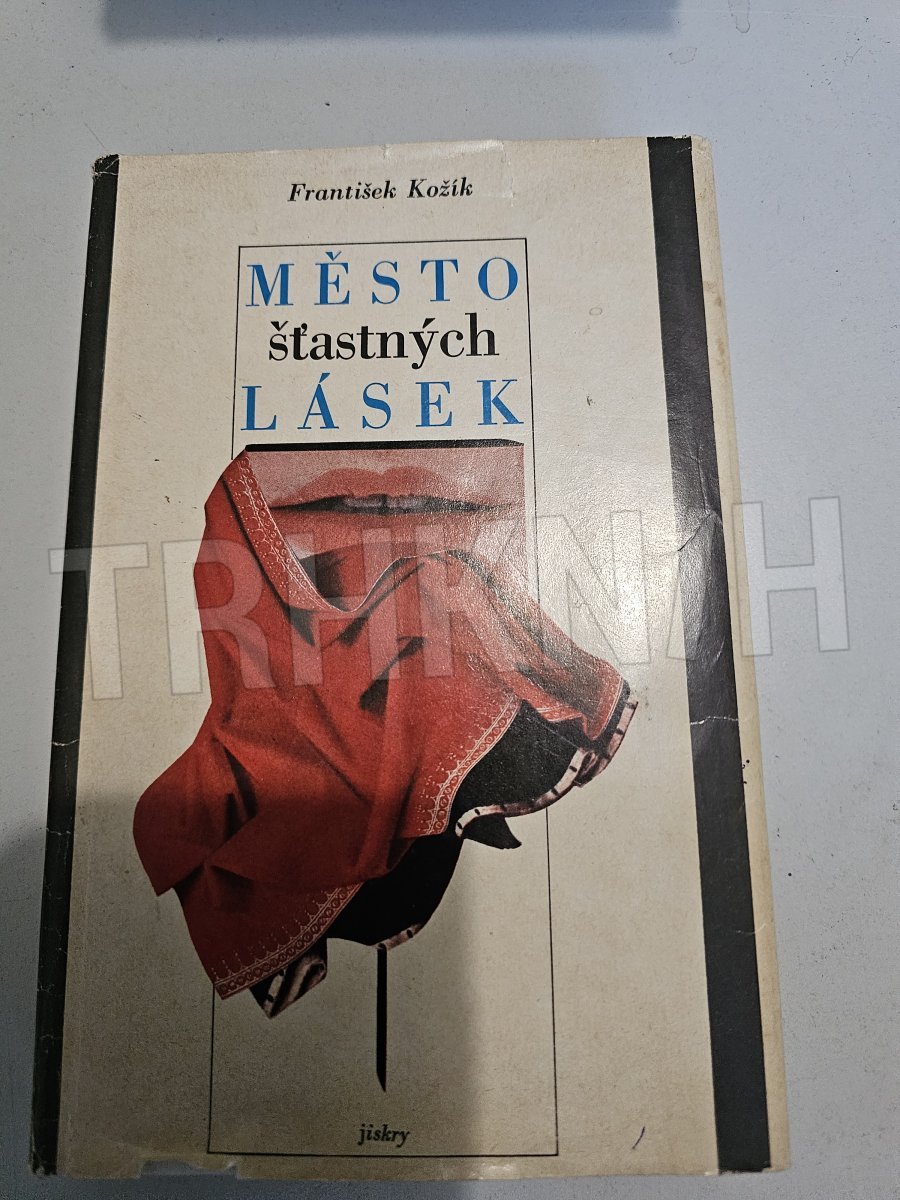 František Kožík
MĚSTO
šťastných
LÁSEK
TRHKNIH
jiskry